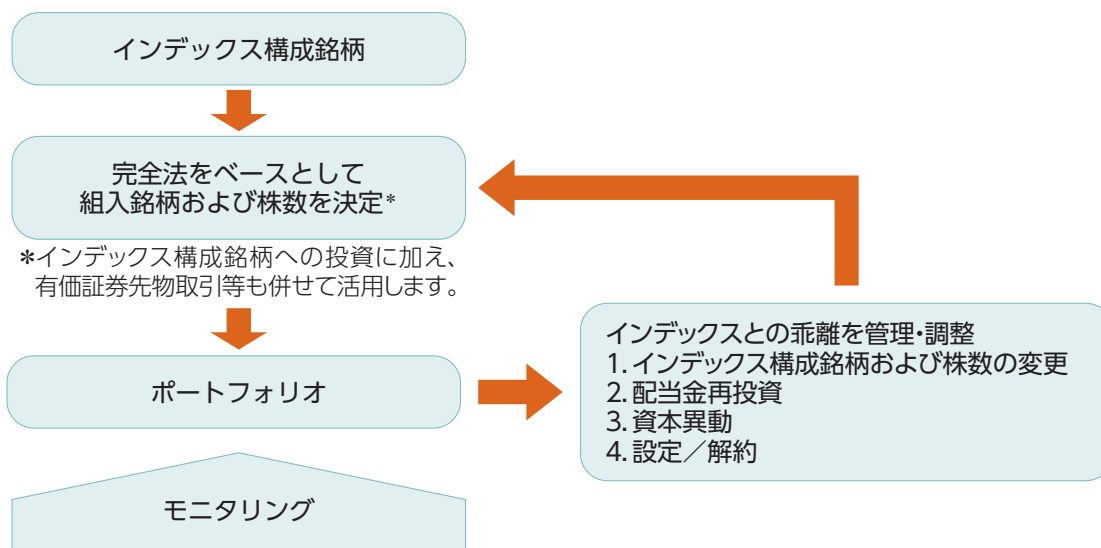 インデックス構成銘柄
完全法をベースとして
組入銘柄および株数を決定*
*インデックス構成銘柄への投資に加え、
有価証券先物取引等も併せて活用します。
ポートフォリオ
インデックスとの乖離を管理・調整
1. インデックス構成銘柄および株数の変更
2. 配当金再投資
3. 資本異動
4. 設定／解約
モニタリング